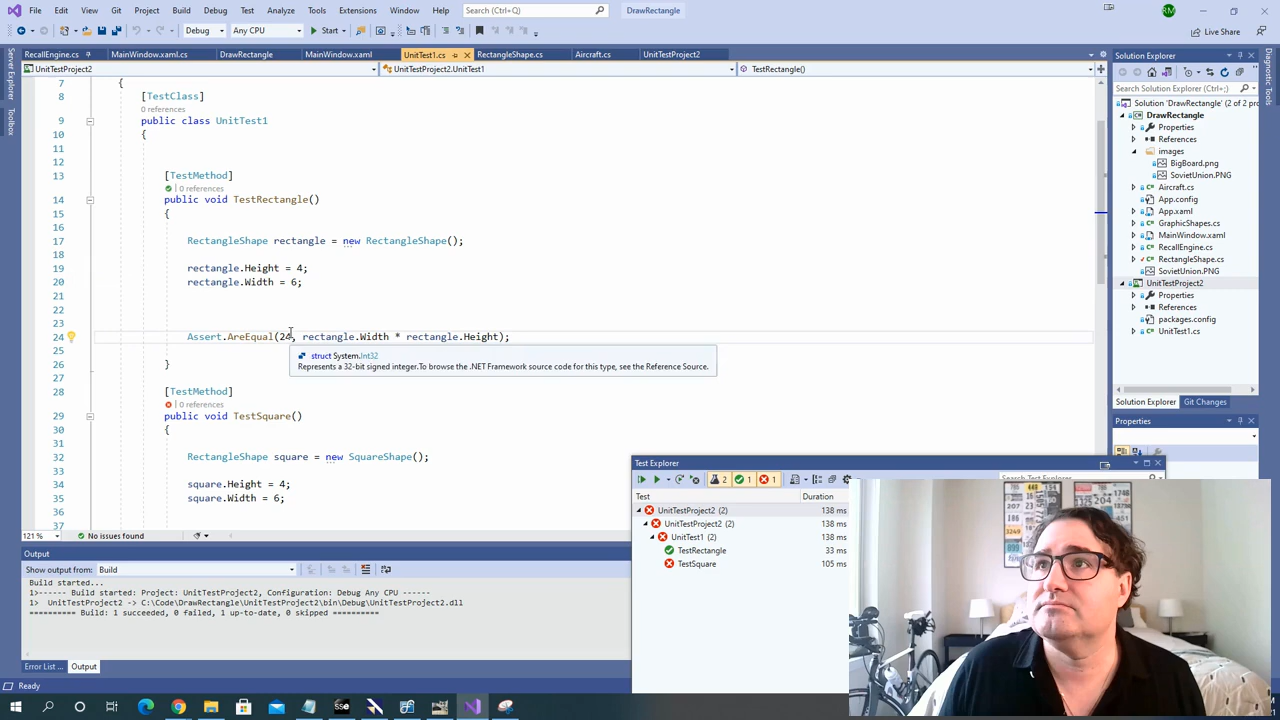 File Edit View Git Project Build Debug Test Analyze Tools Extensions Window Help Search (Ctrl+Q) DrawRectangle RM
Debug Any CPU Start Live Share
RecallEngine.cs MainWindow.xaml.cs DrawRectangle MainWindow.xaml UnitTest1.cs RectangleShape.cs Aircraft.cs UnitTestProject2
UnitTestProject2 UnitTestProject2.UnitTest1 TestRectangle()
Server Explorer
Toolbox
7 {
8 [TestClass]
0 references
9 public class UnitTest1
10 {
11
12
13 [TestMethod]
0 references
14 public void TestRectangle()
15 {
16
17 RectangleShape rectangle = new RectangleShape();
18
19 rectangle.Height = 4;
20 rectangle.Width = 6;
21
22
23
24 Assert.AreEqual(24, rectangle.Width * rectangle.Height);
25
struct System.Int32
Represents a 32-bit signed integer.To browse the .NET Framework source code for this type, see the Reference Source.
26 }
27
28 [TestMethod]
0 references
29 public void TestSquare()
30 {
31
32 RectangleShape square = new SquareShape();
33
34 square.Height = 4;
35 square.Width = 6;
36
37
121 % No issues found
Output
Show output from: Build
Build started...
1>------ Build started: Project: UnitTestProject2, Configuration: Debug Any CPU ------
1> UnitTestProject2 -> C:\Code\DrawRectangle\UnitTestProject2\bin\Debug\UnitTestProject2.dll
========== Build: 1 succeeded, 0 failed, 1 up-to-date, 0 skipped ==========
Error List ... Output
Ready
Test Explorer
2 1 1
Test Duration
UnitTestProject2 (2) 138 ms
UnitTestProject2 (2) 138 ms
UnitTest1 (2) 138 ms
TestRectangle 33 ms
TestSquare 105 ms
Solution Explorer
Search Solution Explorer (Ctrl+;)
Solution 'DrawRectangle' (2 of 2 pro
DrawRectangle
Properties
References
images
BigBoard.png
SovietUnion.PNG
Aircraft.cs
App.config
App.xaml
GraphicShapes.cs
MainWindow.xaml
RecallEngine.cs
RectangleShape.cs
SovietUnion.PNG
UnitTestProject2
Properties
References
packages.config
UnitTest1.cs
Solution Explorer Git Changes
Properties
Diagnostic Tools